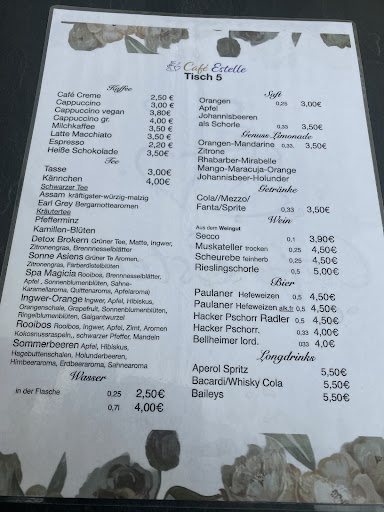 Café Estelle
Tisch 5
Kaffee
Café Creme 2,50 €
Cappuccino 3,00 €
Cappuccino vegan 3,80€
Cappuccino gr. 4,00 €
Milchkaffee 3,50 €
Latte Macchiato 3,50 €
Espresso 2,20 €
Heiße Schokolade 3,50€
Tee
Tasse 3,00€
Kännchen 4,00€
Schwarzer Tee
Assam kräftigster-würzig-malzig
Earl Grey Bergamottearomen
Kräutertee
Pfefferminz
Kamillen-Blüten
Detox Brokern Grüner Tee, Matte, Ingwer,
Zitronengras, Brennnesselblätter
Sonne Asiens Grüner Te Aromen,
Zitronengras, Färberdistelblüten
Spa Magicia Rooibos, Brennnesselblätter,
Apfel, Sonnenblumenblüten, Sahne-
Karamellaroma, Quittenaroma, Apfelaroma)
Ingwer-Orange Ingwer, Apfel, Hibiskus,
Orangenschale, Grapefruit, Sonnenblumenblüten,
Ringelblumenblüten, Galganwurzel
Rooibos Ingwer, Apfel, Zimt, Aromen
Kokosnussraspeln,, schwarzer Pfeffer, Mandeln
Sommerbeeren Apfel, Hibiskus,
Hagebuttenschalen, Holunderbeeren,
Himbeeraroma, Erdbeeraroma, Sahnearoma
Wasser
in der Flasche 0,25 2,50€
0,7l 4,00€
Saft
Orangen 0,25 3,00€
Apfel
Johannisbeeren
als Schorle 0,33 3,50€
Genuss Limonade
Orangen-Mandarine 0,33 3,50€
Zitrone
Rhabarber-Mirabelle
Mango-Maracuja-Orange
Johannisbeer-Holunder
Getränke
Cola//Mezzo/
Fanta/Sprite 0,33 3,50€
Wein
Aus dem Weingut
Secco 0,1 3,90€
Muskateller trocken 0,25 4,50€
Scheurebe feinherb 0,25 4,50€
Rieslingschorle 0,5 5,00€
Bier
Paulaner Hefeweizen 0,5 4,50€
Paulaner Hefeweizen alk.fr 0,5 4,50€
Hacker Pschorr Radler 0,5 4,50€
Hacker Pschorr. 0,33 4,00€
Bellheimer lord. 033 4,0€
Longdrinks
Aperol Spritz 5,50€
Bacardi/Whisky Cola 5,50€
Baileys 5,50€